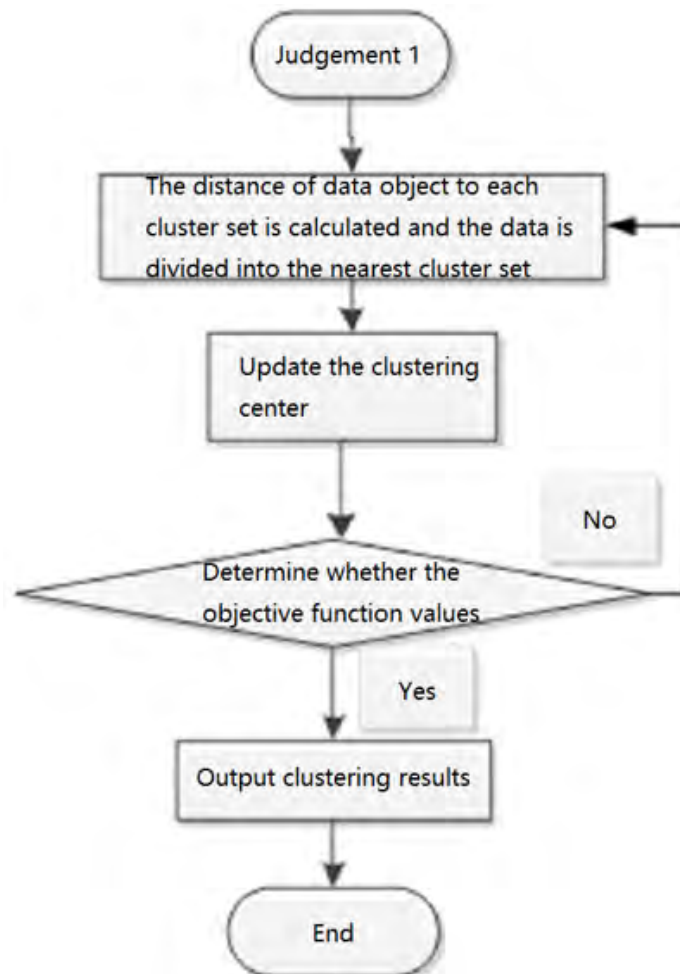 Judgement 1
The distance of data object to each
cluster set is calculated and the data is
divided into the nearest cluster set
Update the clustering
center
No
Determine whether the
objective function values
Yes
Output clustering results
End